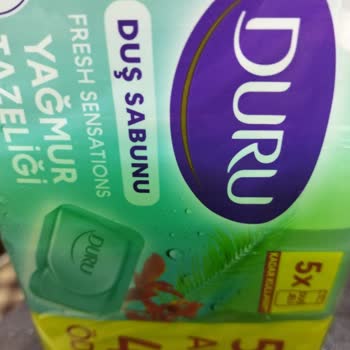 DURU
DUŞ SABUNU
FRESH SENSATIONS
YAĞMUR
TAZELİĞİ
DURU
5X